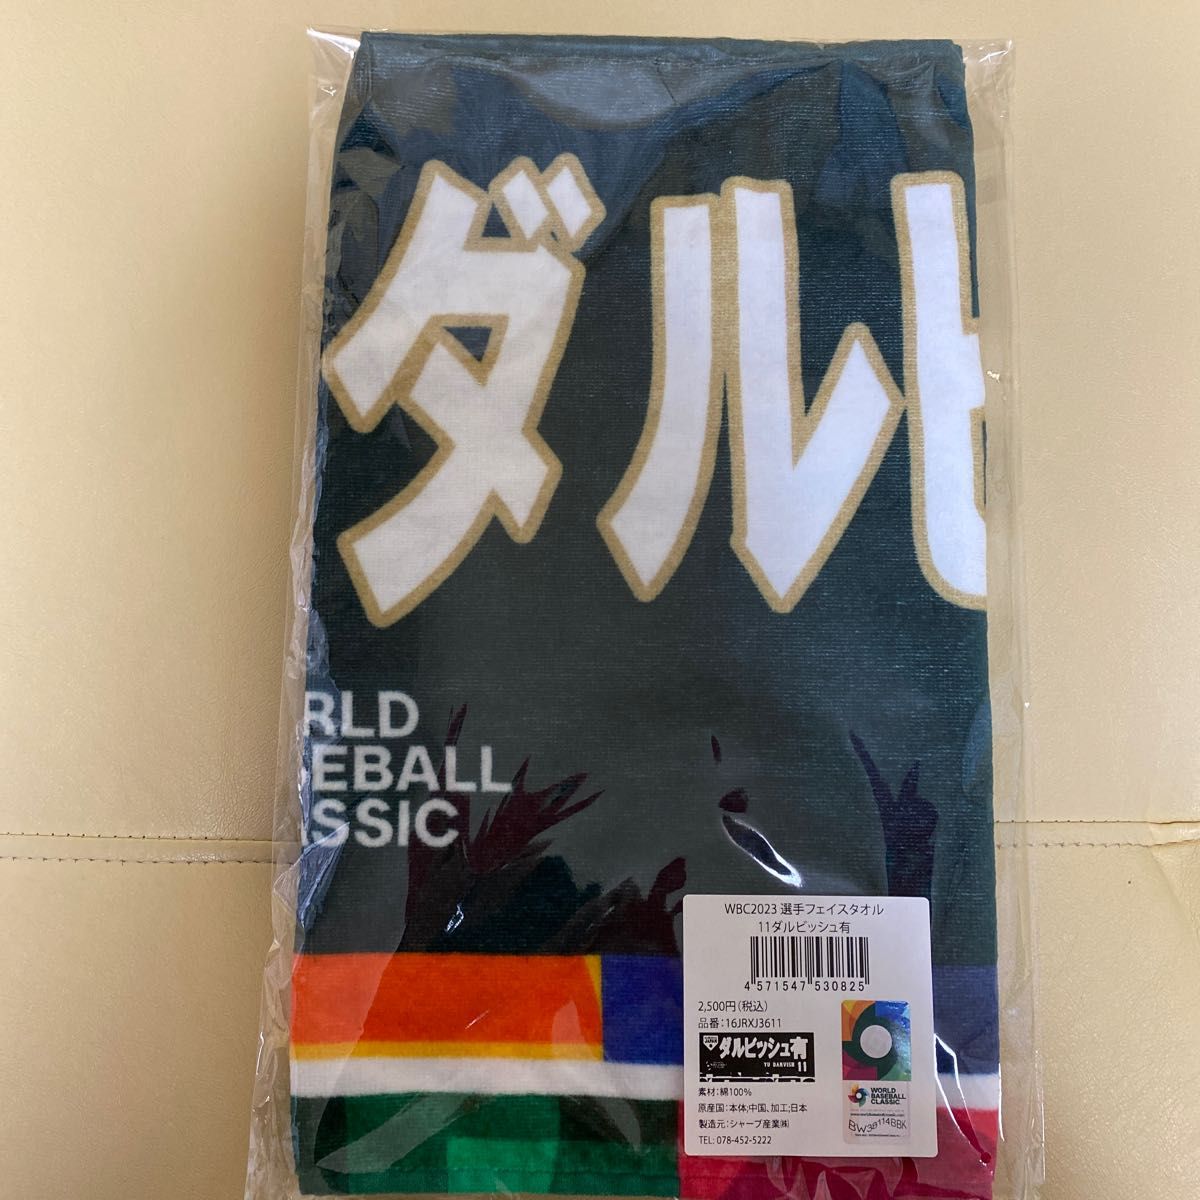 ダルビ
RLD
EBALL
SSIC
WBC2023 選手フェイスタオル
11ダルビッシュ有
4 571547 530825
2,500円(税込)
品番:16JRXJ3611
ダルビッシュ有
YU DARVISH 11
素材:綿100%
原産国:本体;中国、加工;日本
製造元:シャープ産業㈱
TEL: 078-452-5222
WORLD
BASEBALL
CLASSIC